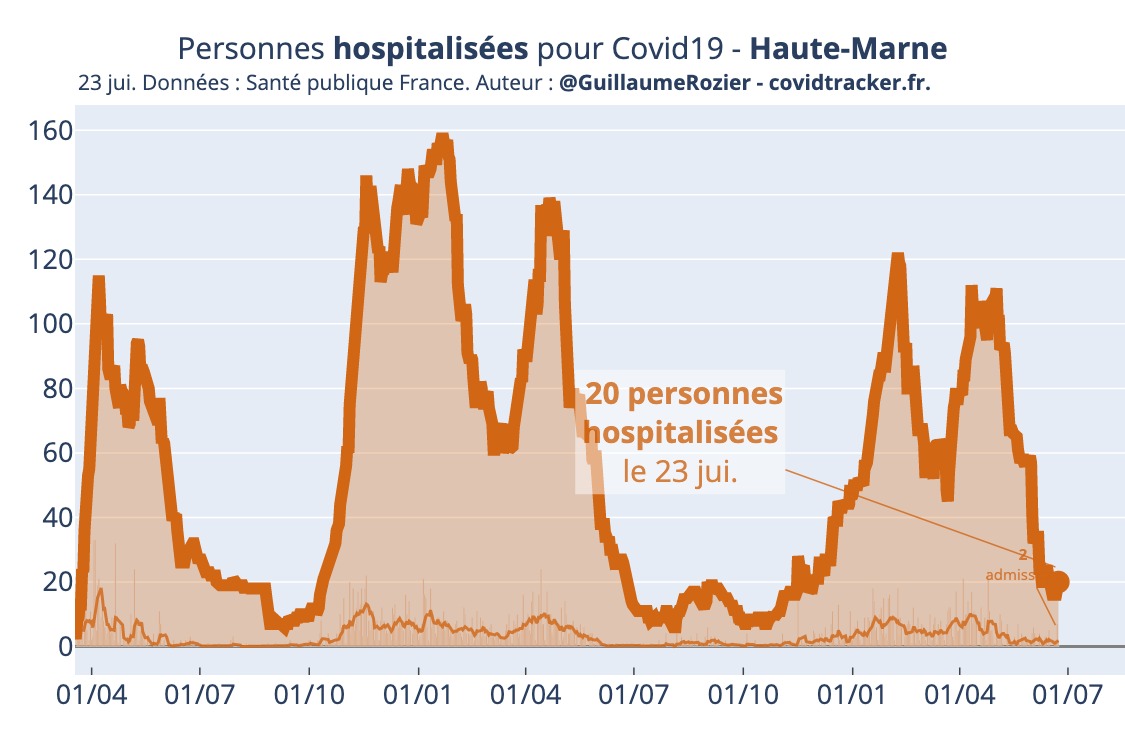 Personnes hospitalisées pour Covid19 - Haute-Marne
23 jui. Données : Santé publique France. Auteur : @GuillaumeRozier - covidtracker.fr.
160
140
120
100
80
60
40
20
0
20 personnes
hospitalisées
le 23 jui.
2
admiss
01/04 01/07 01/10 01/01 01/04 01/07 01/10 01/01 01/04 01/07